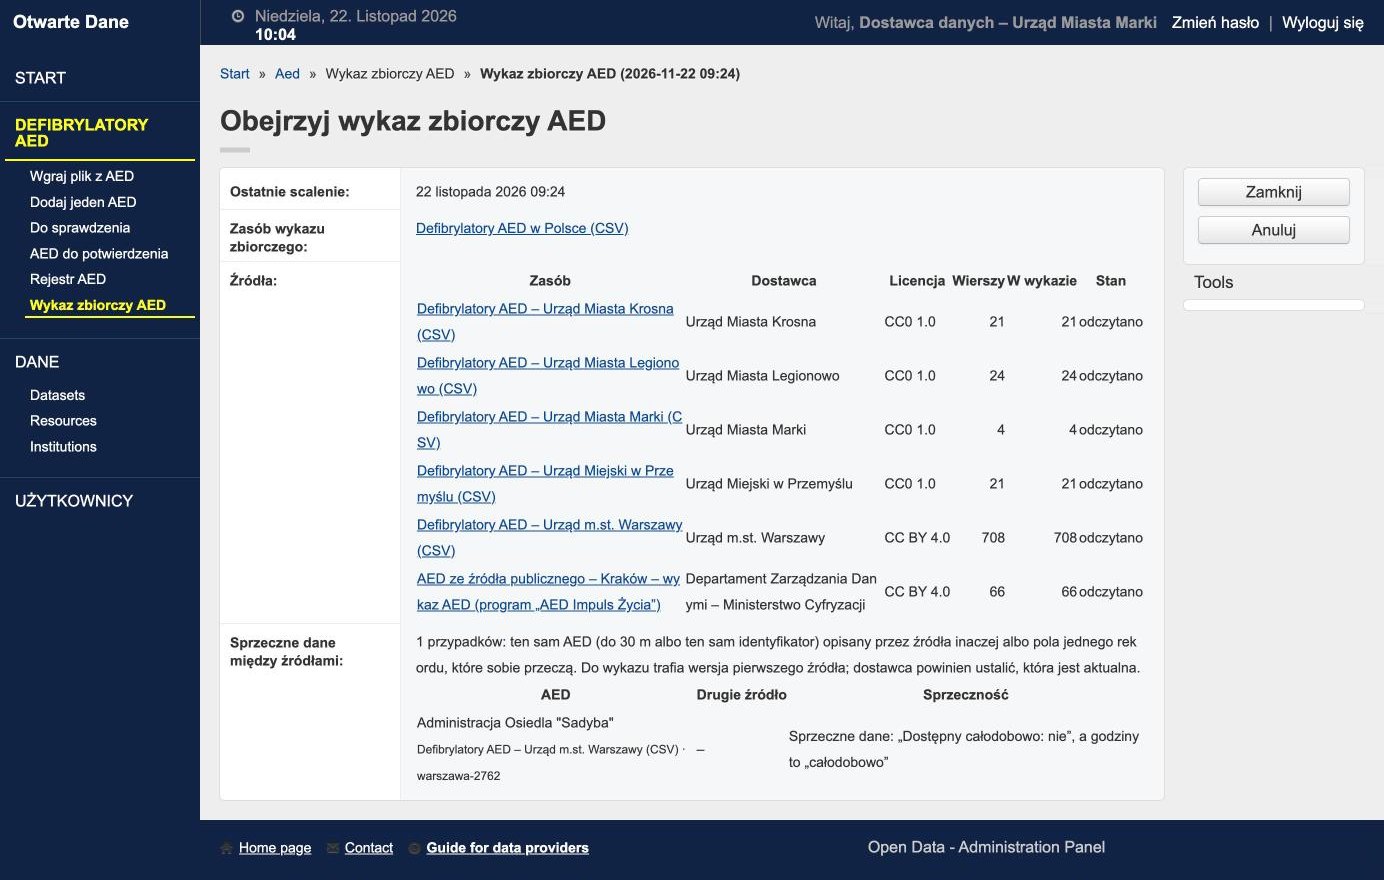 Otwarte Dane
Niedziela, 22. Listopad 2026
10:04
Witaj, Dostawca danych – Urząd Miasta Marki Zmień hasło | Wyloguj się
START
DEFIBRYLATORY
AED
Wgraj plik z AED
Dodaj jeden AED
Do sprawdzenia
AED do potwierdzenia
Rejestr AED
Wykaz zbiorczy AED
DANE
Datasets
Resources
Institutions
UŻYTKOWNICY
Start » Aed » Wykaz zbiorczy AED » Wykaz zbiorczy AED (2026-11-22 09:24)
Obejrzyj wykaz zbiorczy AED
Ostatnie scalenie:
22 listopada 2026 09:24
Zasób wykazu
zbiorczego:
Defibrylatory AED w Polsce (CSV)
Źródła:
Zasób Dostawca Licencja Wierszy W wykazie Stan
Defibrylatory AED – Urząd Miasta Krosna
(CSV)
Urząd Miasta Krosna CC0 1.0 21 21 odczytano
Defibrylatory AED – Urząd Miasta Legiono
wo (CSV)
Urząd Miasta Legionowo CC0 1.0 24 24 odczytano
Defibrylatory AED – Urząd Miasta Marki (C
SV)
Urząd Miasta Marki CC0 1.0 4 4 odczytano
Defibrylatory AED – Urząd Miejski w Prze
myślu (CSV)
Urząd Miejski w Przemyślu CC0 1.0 21 21 odczytano
Defibrylatory AED – Urząd m.st. Warszawy
(CSV)
Urząd m.st. Warszawy CC BY 4.0 708 708 odczytano
AED ze źródła publicznego – Kraków – wy
kaz AED (program „AED Impuls Życia”)
Departament Zarządzania Dan
ymi – Ministerstwo Cyfryzacji
CC BY 4.0 66 66 odczytano
Sprzeczne dane
między źródłami:
1 przypadków: ten sam AED (do 30 m albo ten sam identyfikator) opisany przez źródła inaczej albo pola jednego rek
ordu, które sobie przeczą. Do wykazu trafia wersja pierwszego źródła; dostawca powinien ustalić, która jest aktualna.
AED Drugie źródło Sprzeczność
Administracja Osiedla "Sadyba"
Defibrylatory AED – Urząd m.st. Warszawy (CSV) ·
warszawa-2762
–
Sprzeczne dane: „Dostępny całodobowo: nie”, a godziny
to „całodobowo”
Zamknij
Anuluj
Tools
Home page Contact Guide for data providers
Open Data - Administration Panel